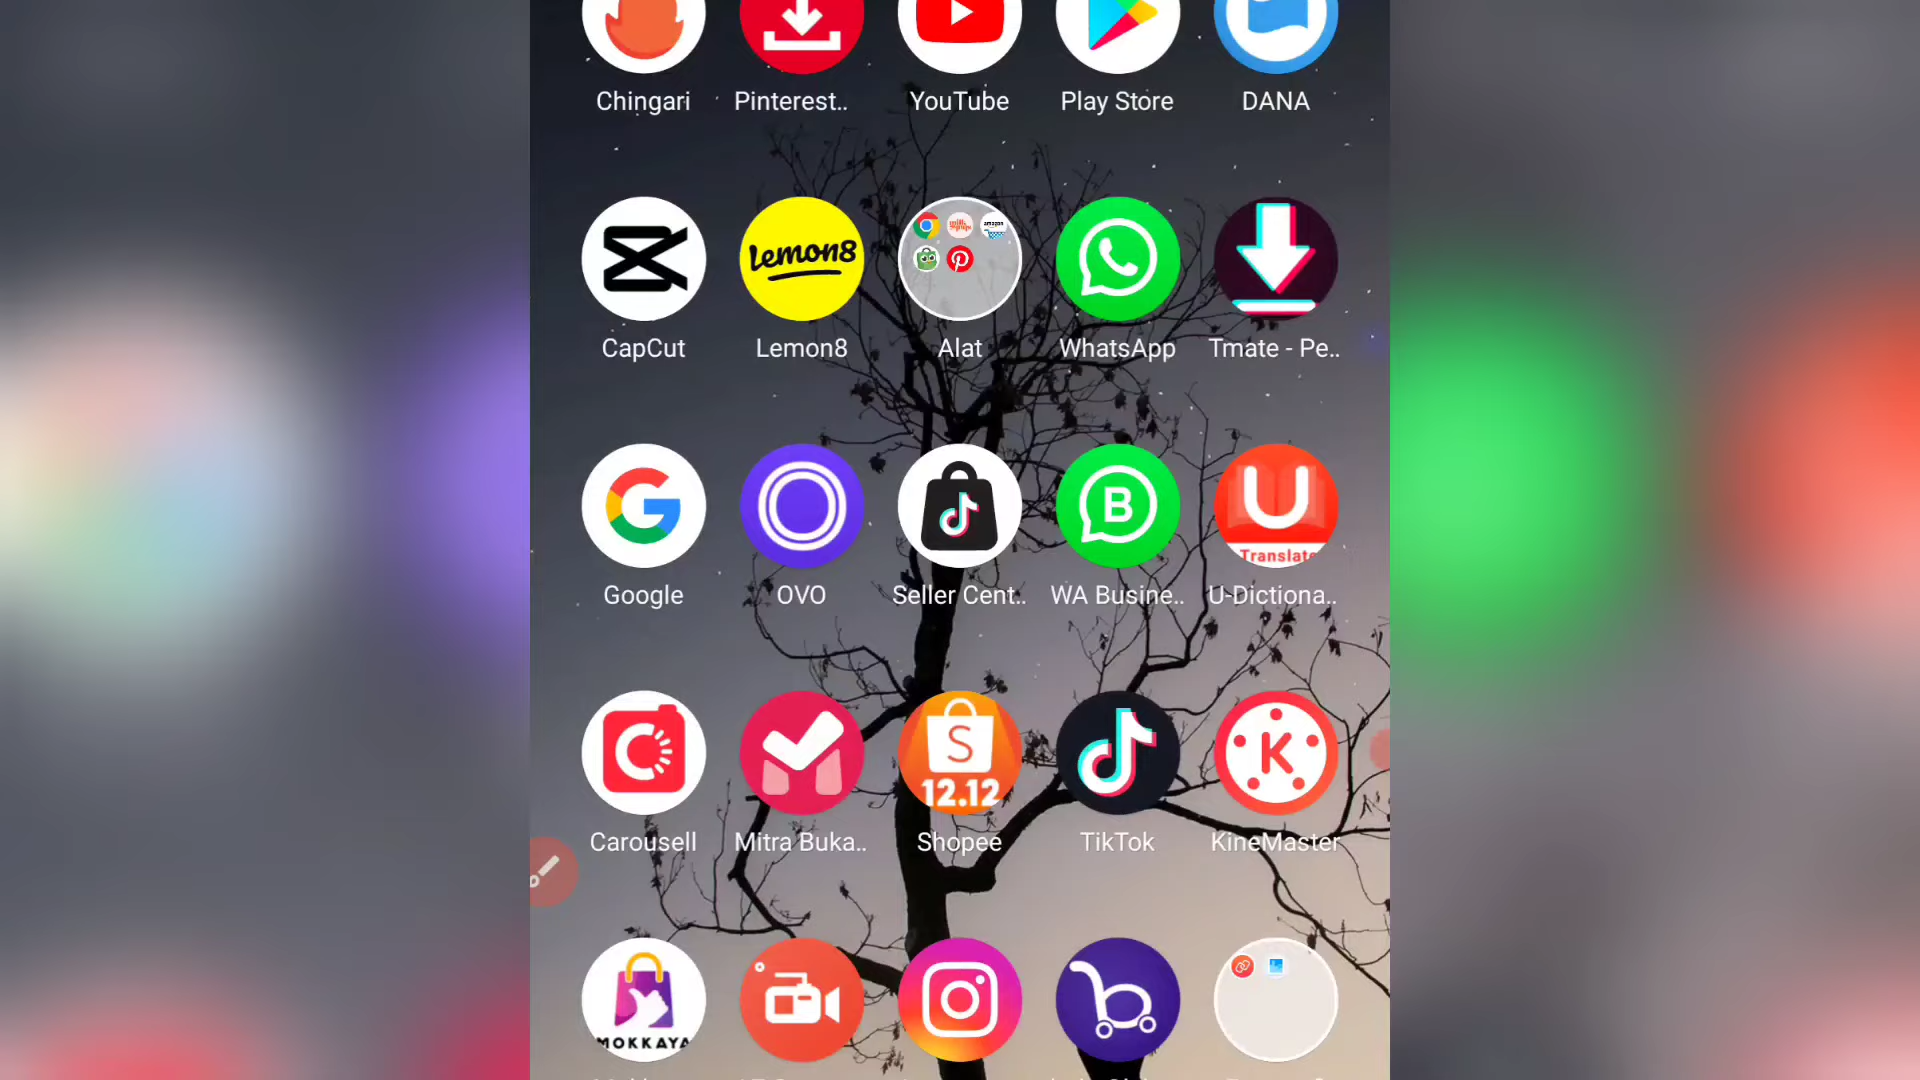 Chingari Pinterest.. YouTube Play Store DANA
Lemon8
amazon
CapCut Lemon8 Alat WhatsApp Tmate - Pe..
B U
Translate
Google OVO Seller Cent.. WA Busine.. U-Dictiona..
S
12.12
K
Carousell Mitra Buka.. Shopee TikTok KineMaster
MOKKAYA